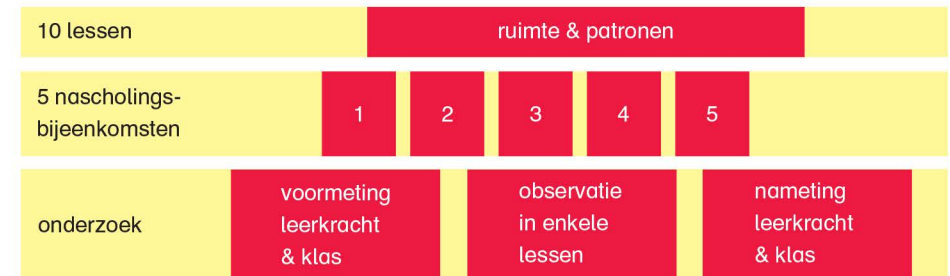 10 lessen
ruimte & patronen
5 nascholings-
bijeenkomsten
1 2 3 4 5
onderzoek
voormeting
leerkracht
& klas
observatie
in enkele
lessen
nameting
leerkracht
& klas